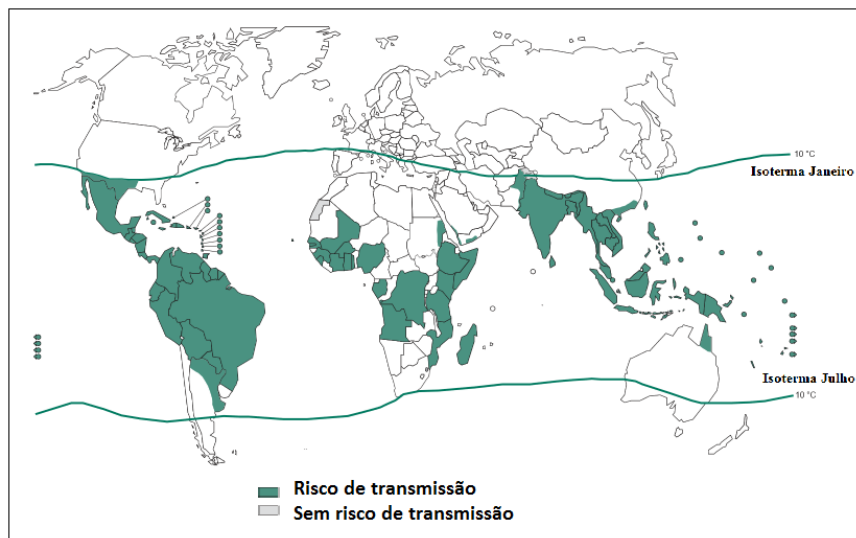 10 °C
Isoterma Janeiro
Isoterma Julho
10 °C
Risco de transmissão
Sem risco de transmissão